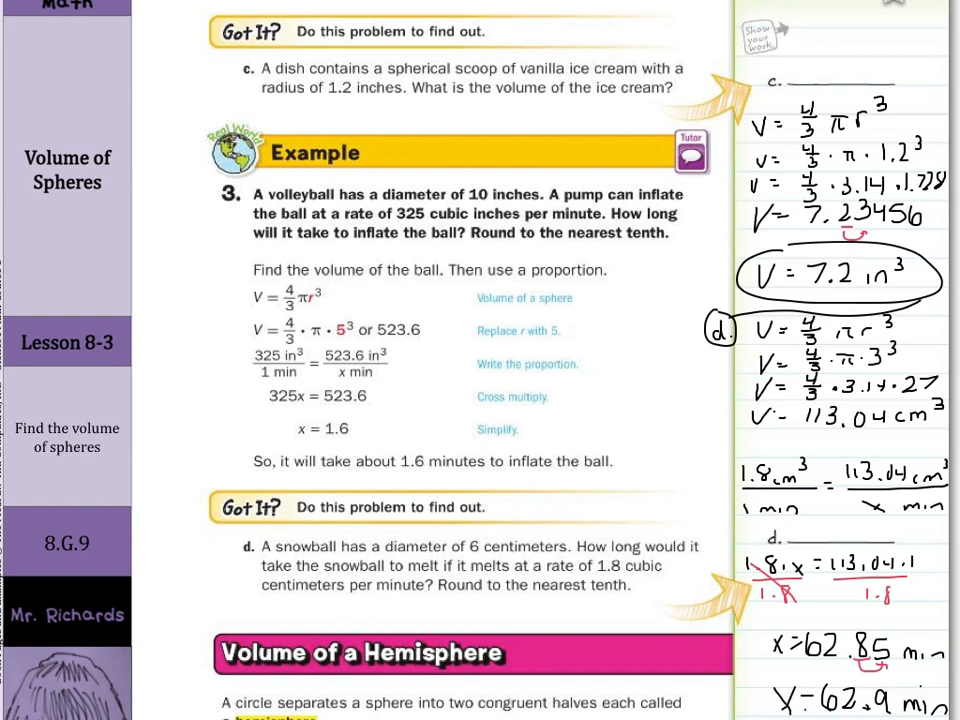 Math
Volume of
Spheres
Lesson 8-3
Find the volume
of spheres
8.G.9
Mr. Richards
Got It? Do this problem to find out.
c. A dish contains a spherical scoop of vanilla ice cream with a
radius of 1.2 inches. What is the volume of the ice cream?
Real World
Example
Tutor
3. A volleyball has a diameter of 10 inches. A pump can inflate
the ball at a rate of 325 cubic inches per minute. How long
will it take to inflate the ball? Round to the nearest tenth.
Find the volume of the ball. Then use a proportion.
V = 4/3 πr³ Volume of a sphere
V = 4/3 · π · 5³ or 523.6 Replace r with 5.
325 in³/1 min = 523.6 in³/x min Write the proportion.
325x = 523.6 Cross multiply.
x = 1.6 Simplify.
So, it will take about 1.6 minutes to inflate the ball.
Got It? Do this problem to find out.
d. A snowball has a diameter of 6 centimeters. How long would it
take the snowball to melt if it melts at a rate of 1.8 cubic
centimeters per minute? Round to the nearest tenth.
Volume of a Hemisphere
A circle separates a sphere into two congruent halves each called
a hemisphere
Show
your
work.
c.
V = 4/3 π r³
V = 4/3 · π · 1.2³
V = 4/3 · 3.14 · 1.728
V = 7.23456
V = 7.2 in³
d. V = 4/3 π r³
V = 4/3 · π · 3³
V = 4/3 · 3.14 · 27
V = 113.04 cm³
1.8 cm³/1 min = 113.04 cm³/x min
d.
1.8 · x/1.8 = 113.04 · 1/1.8
x = 62.85 min
x = 62.9 min